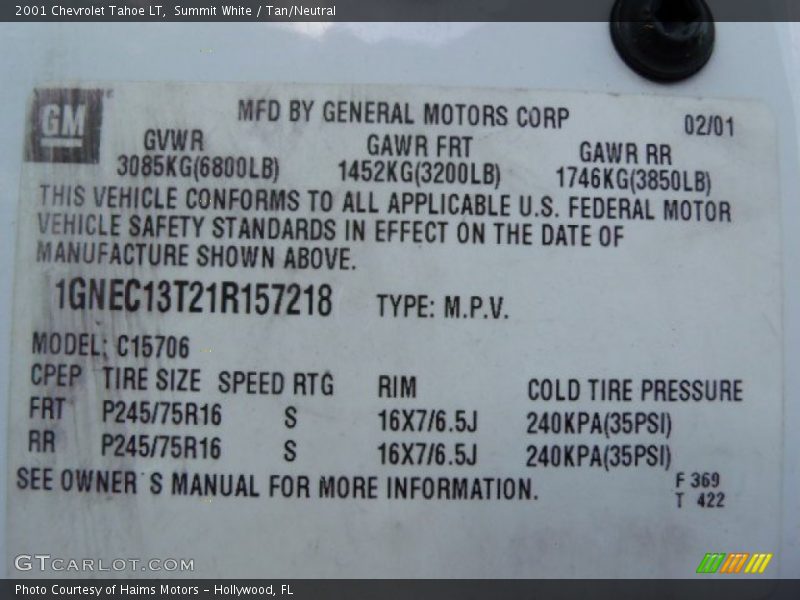 2001 Chevrolet Tahoe LT, Summit White / Tan/Neutral
GM
MFD BY GENERAL MOTORS CORP 02/01
GVWR GAWR FRT GAWR RR
3085KG(6800LB) 1452KG(3200LB) 1746KG(3850LB)
THIS VEHICLE CONFORMS TO ALL APPLICABLE U.S. FEDERAL MOTOR
VEHICLE SAFETY STANDARDS IN EFFECT ON THE DATE OF
MANUFACTURE SHOWN ABOVE.
1GNEC13T21R157218 TYPE: M.P.V.
MODEL: C15706
CPEP TIRE SIZE SPEED RTG RIM COLD TIRE PRESSURE
FRT P245/75R16 S 16X7/6.5J 240KPA(35PSI)
RR P245/75R16 S 16X7/6.5J 240KPA(35PSI)
SEE OWNER'S MANUAL FOR MORE INFORMATION.
F 369
T 422
GTCARLOT.COM
Photo Courtesy of Haims Motors - Hollywood, FL